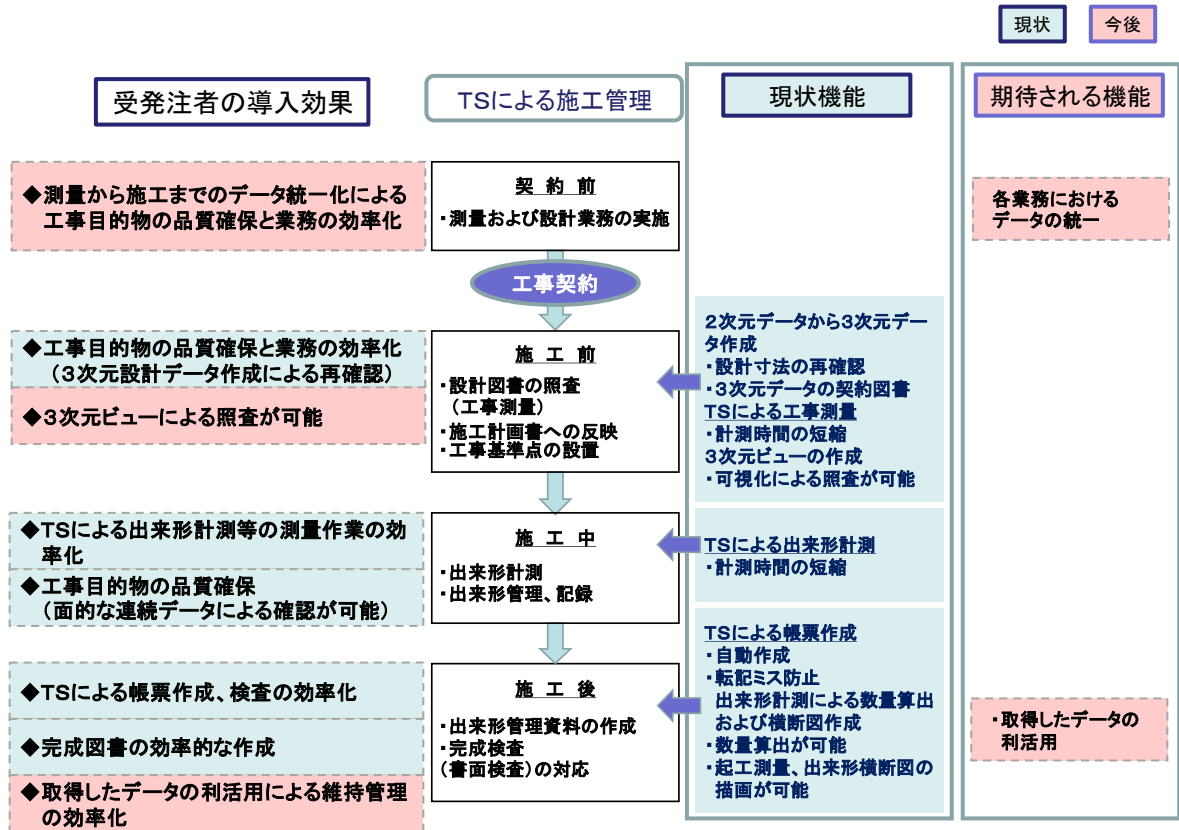 現状
今後
受発注者の導入効果
TSによる施工管理
現状機能
期待される機能
◆測量から施工までのデータ統一化による
工事目的物の品質確保と業務の効率化
契 約 前
・測量および設計業務の実施
各業務における
データの統一
工事契約
◆工事目的物の品質確保と業務の効率化
（3次元設計データ作成による再確認）
◆3次元ビューによる照査が可能
施 工 前
・設計図書の照査
（工事測量）
・施工計画書への反映
・工事基準点の設置
2次元データから3次元デー
タ作成
・設計寸法の再確認
・3次元データの契約図書
TSによる工事測量
・計測時間の短縮
3次元ビューの作成
・可視化による照査が可能
◆TSによる出来形計測等の測量作業の効
率化
◆工事目的物の品質確保
（面的な連続データによる確認が可能）
施 工 中
・出来形計測
・出来形管理、記録
TSによる出来形計測
・計測時間の短縮
◆TSによる帳票作成、検査の効率化
◆完成図書の効率的な作成
◆取得したデータの利活用による維持管理
の効率化
施 工 後
・出来形管理資料の作成
・完成検査
（書面検査）の対応
TSによる帳票作成
・自動作成
・転記ミス防止
出来形計測による数量算出
および横断図作成
・数量算出が可能
・起工測量、出来形横断図の
描画が可能
・取得したデータの
利活用